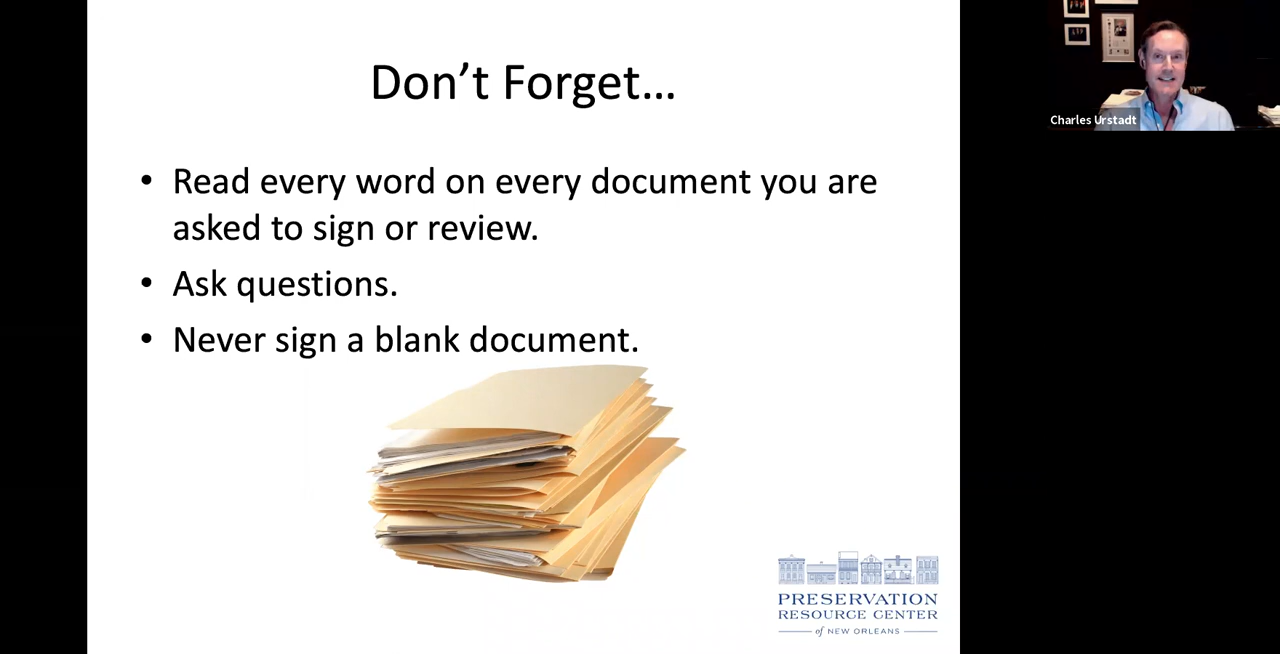 Don’t Forget…
• Read every word on every document you are
asked to sign or review.
• Ask questions.
• Never sign a blank document.
PRESERVATION
RESOURCE CENTER
of NEW ORLEANS
Charles Urstadt